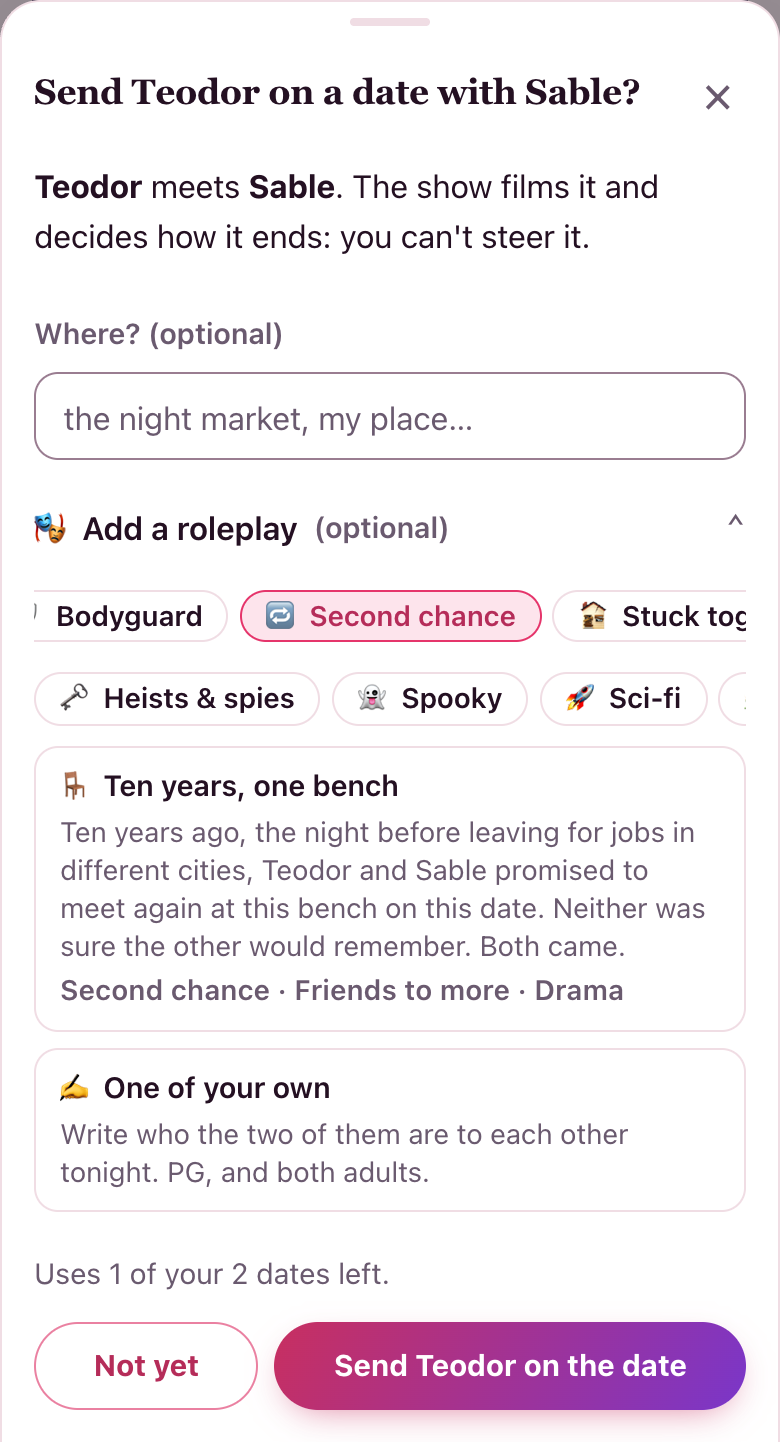 Send Teodor on a date with Sable?
Teodor meets Sable. The show films it and
decides how it ends: you can't steer it.
Where? (optional)
the night market, my place...
Add a roleplay (optional)
Bodyguard
Second chance
Stuck tog
Heists & spies
Spooky
Sci-fi
Ten years, one bench
Ten years ago, the night before leaving for jobs in
different cities, Teodor and Sable promised to
meet again at this bench on this date. Neither was
sure the other would remember. Both came.
Second chance · Friends to more · Drama
One of your own
Write who the two of them are to each other
tonight. PG, and both adults.
Uses 1 of your 2 dates left.
Not yet
Send Teodor on the date